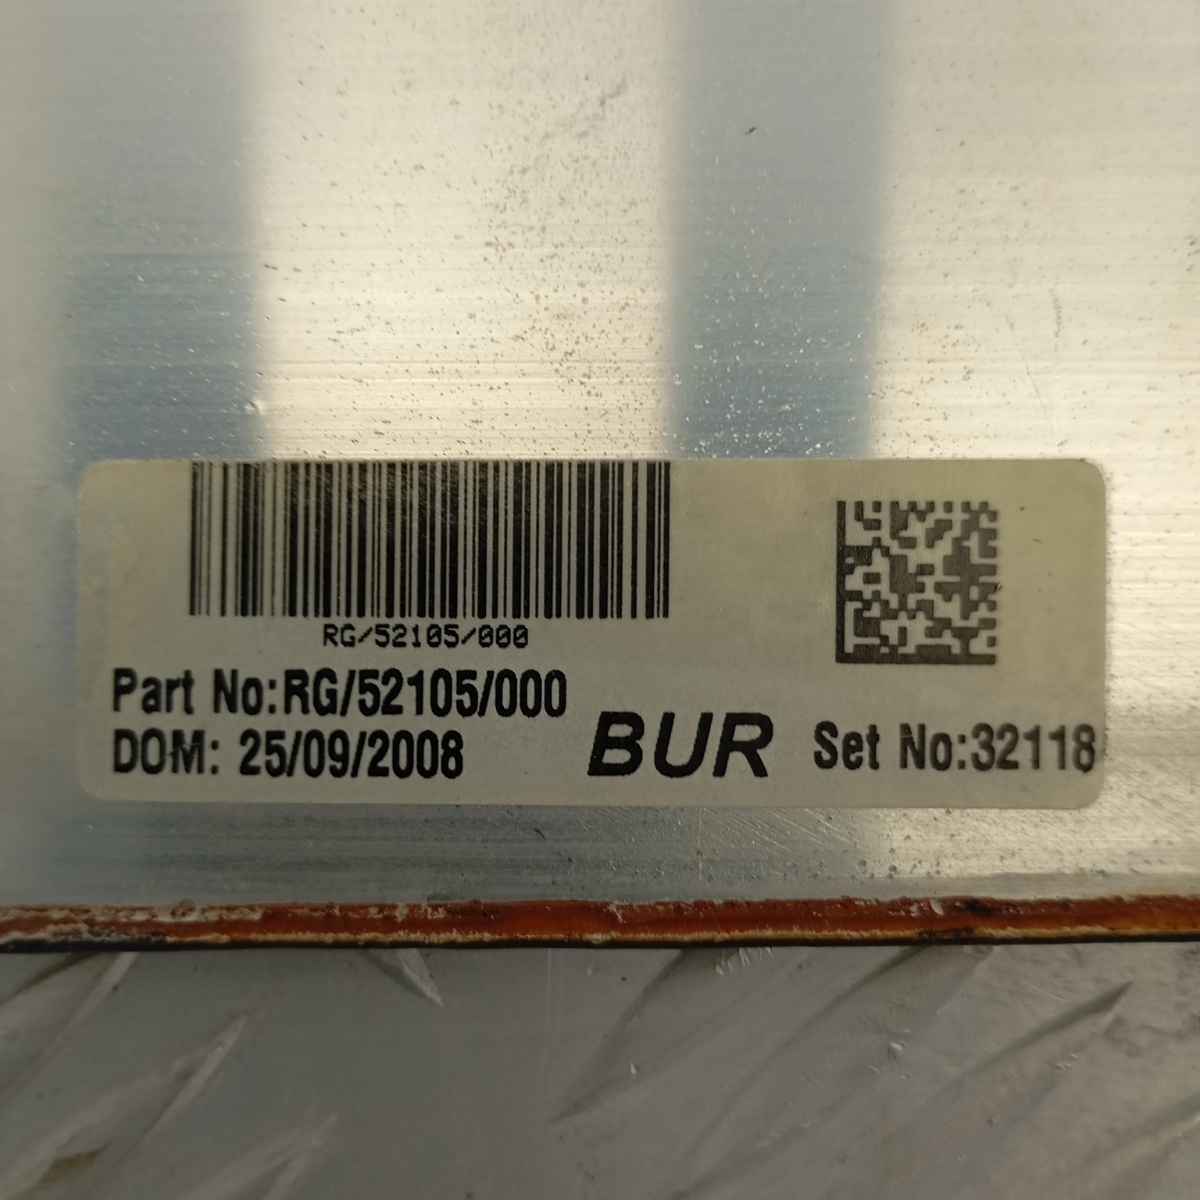 RG/52105/000
Part No:RG/52105/000
DOM: 25/09/2008 BUR Set No:32118